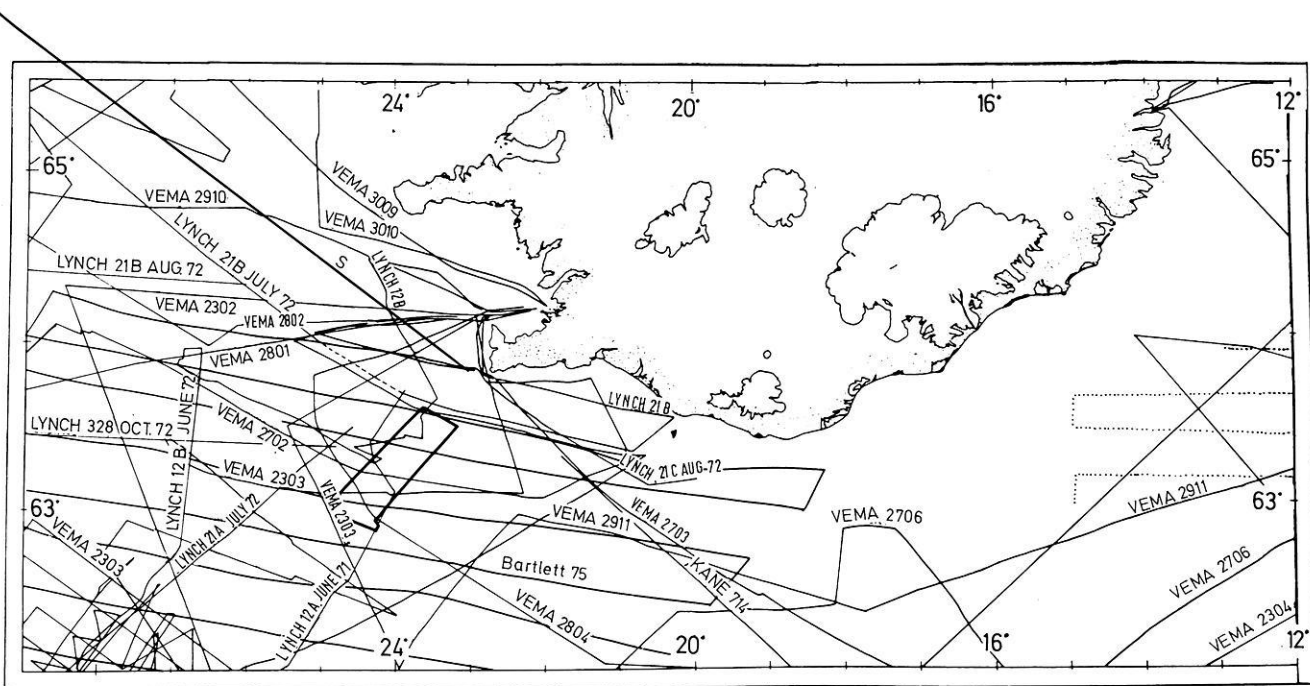 24°
20°
16°
12°
65°
65°
VEMA 3009
VEMA 2910
VEMA 3010
LYNCH 21B JULY 72
S
LYNCH 12B
LYNCH 21B AUG 72
VEMA 2302
VEMA 2802
VEMA 2801
LYNCH 12B JUNE 72
LYNCH 21B
VEMA 2702
LYNCH 328 OCT. 72
LYNCH 21C AUG-72
VEMA 2303
VEMA 2303
LYNCH 21A JULY 72
63°
63°
VEMA 2911
VEMA 2911
VEMA 2703
VEMA 2706
VEMA 2303
Bartlett 75
KANE 714
VEMA 2706
LYNCH 12A JUNE 71
VEMA 2804
VEMA 2304
24°
20°
16°
12°